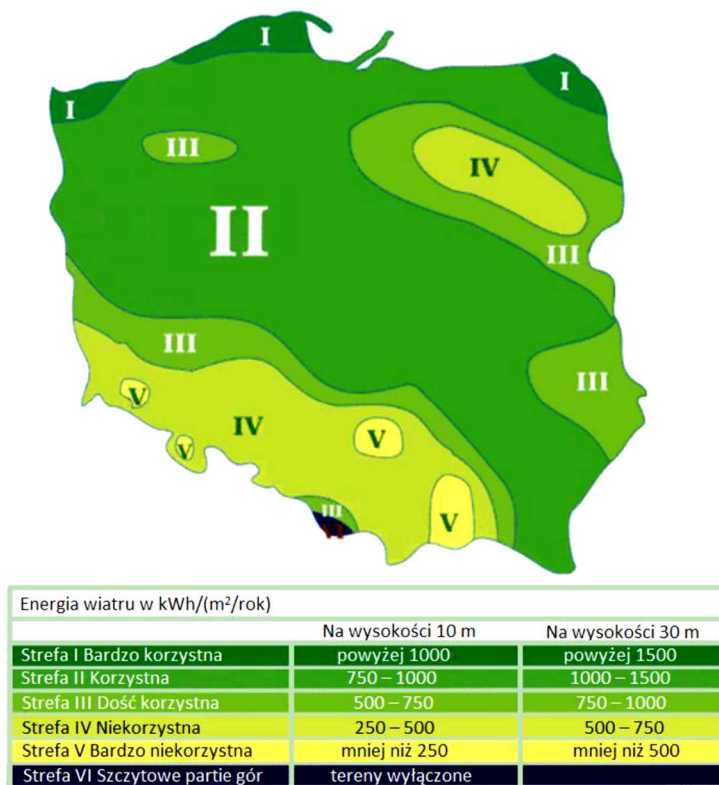 I
I
I
III
IV
II
III
III
III
V
IV
V
V
III
VI
V
Energia wiatru w kWh/(m²/rok)
Na wysokości 10 m Na wysokości 30 m
Strefa I Bardzo korzystna powyżej 1000 powyżej 1500
Strefa II Korzystna 750 – 1000 1000 – 1500
Strefa III Dość korzystna 500 – 750 750 – 1000
Strefa IV Niekorzystna 250 – 500 500 – 750
Strefa V Bardzo niekorzystna mniej niż 250 mniej niż 500
Strefa VI Szczytowe partie gór tereny wyłączone